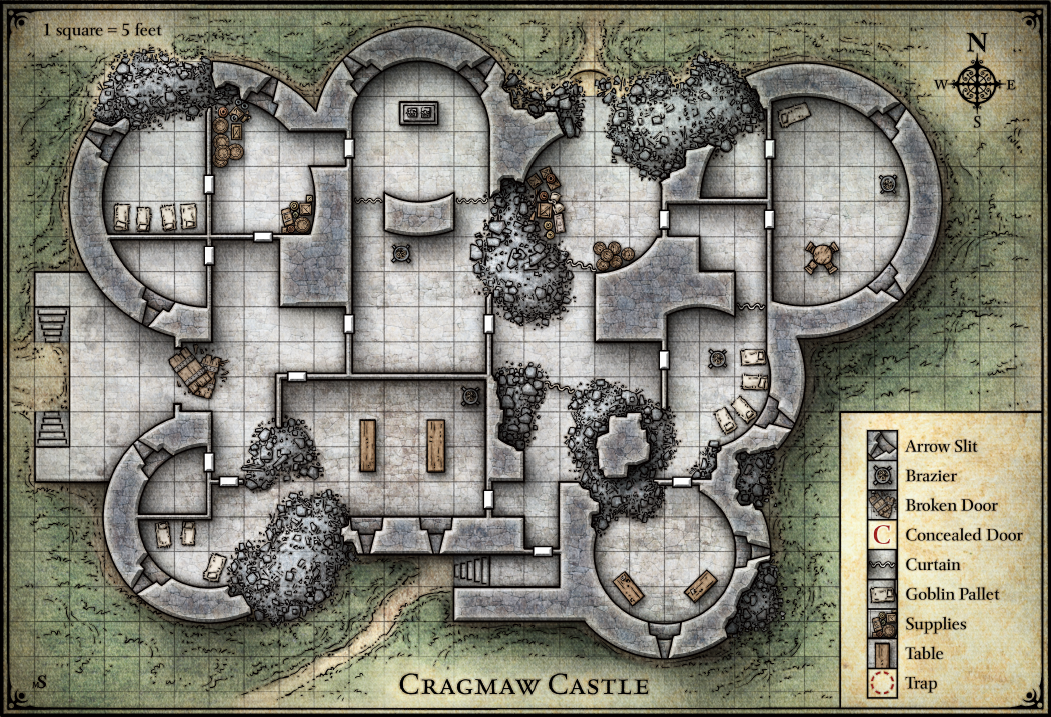 1 square = 5 feet
N
W E
S
Arrow Slit
Brazier
Broken Door
C Concealed Door
Curtain
Goblin Pallet
Supplies
Table
Trap
CRAGMAW CASTLE
S